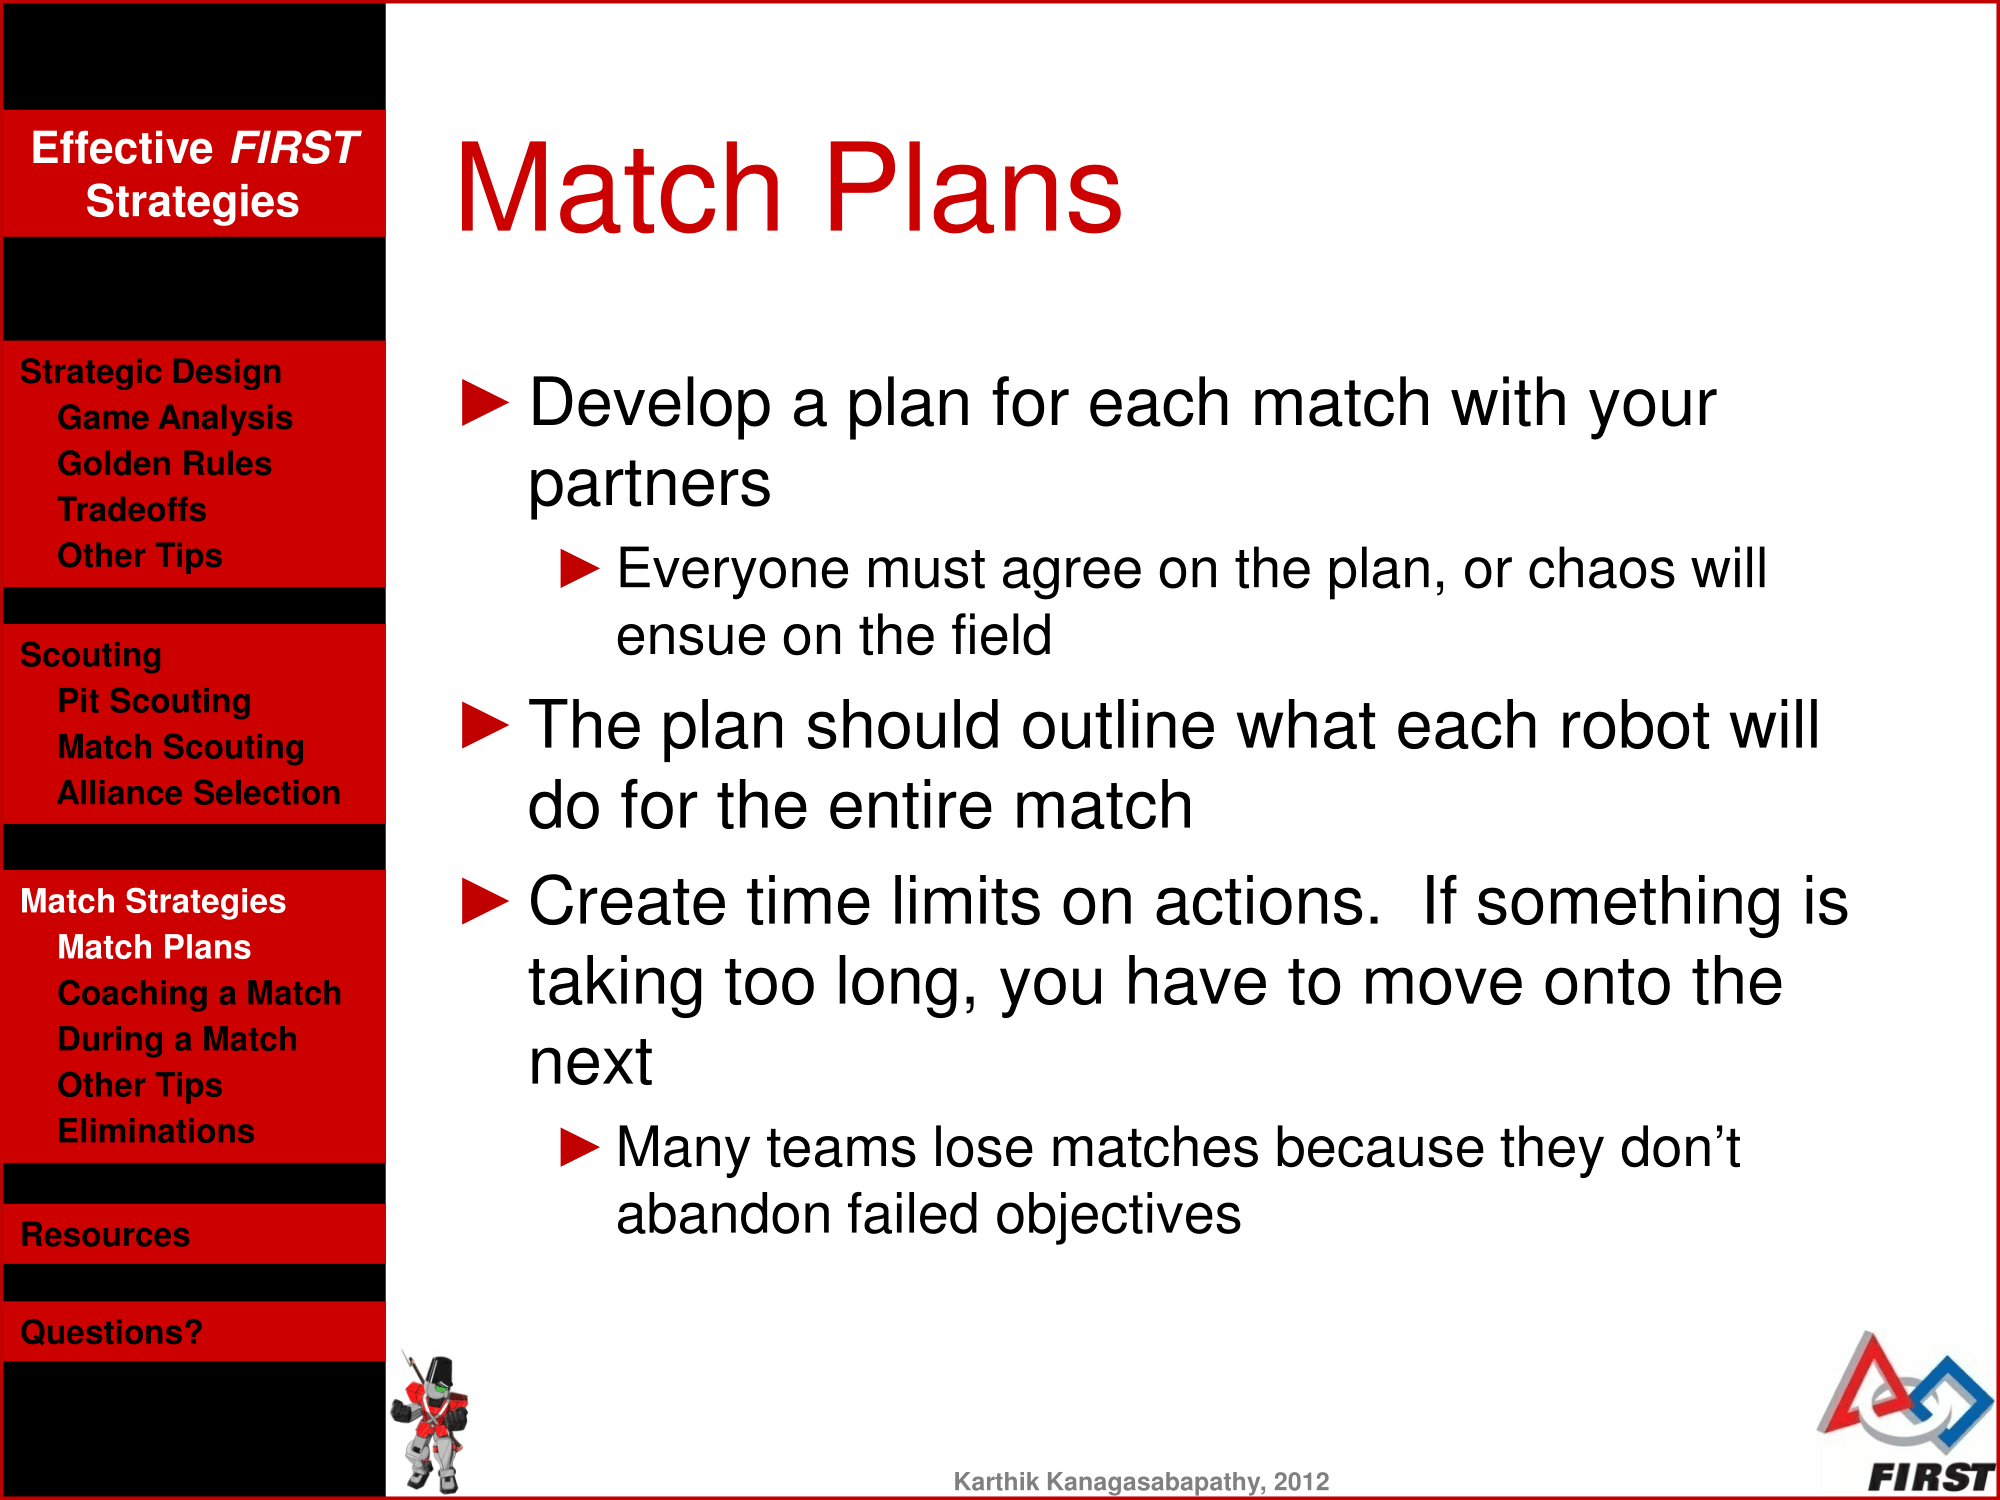 Effective FIRST
Strategies
Strategic Design
Game Analysis
Golden Rules
Tradeoffs
Other Tips
Scouting
Pit Scouting
Match Scouting
Alliance Selection
Match Strategies
Match Plans
Coaching a Match
During a Match
Other Tips
Eliminations
Resources
Questions?
Match Plans
Develop a plan for each match with your
partners
Everyone must agree on the plan, or chaos will
ensue on the field
The plan should outline what each robot will
do for the entire match
Create time limits on actions.  If something is
taking too long, you have to move onto the
next
Many teams lose matches because they don’t
abandon failed objectives
Karthik Kanagasabapathy, 2012
FIRST